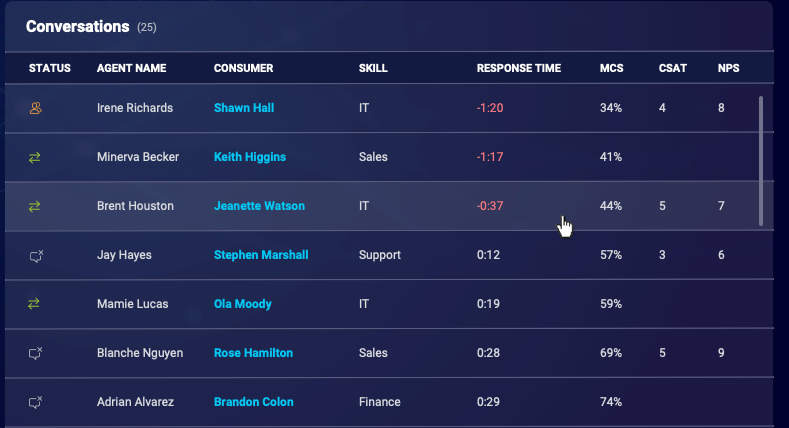 Conversations (25)
STATUS AGENT NAME CONSUMER SKILL RESPONSE TIME MCS CSAT NPS
Irene Richards Shawn Hall IT -1:20 34% 4 8
Minerva Becker Keith Higgins Sales -1:17 41%
Brent Houston Jeanette Watson IT -0:37 44% 5 7
Jay Hayes Stephen Marshall Support 0:12 57% 3 6
Mamie Lucas Ola Moody IT 0:19 59%
Blanche Nguyen Rose Hamilton Sales 0:28 69% 5 9
Adrian Alvarez Brandon Colon Finance 0:29 74%